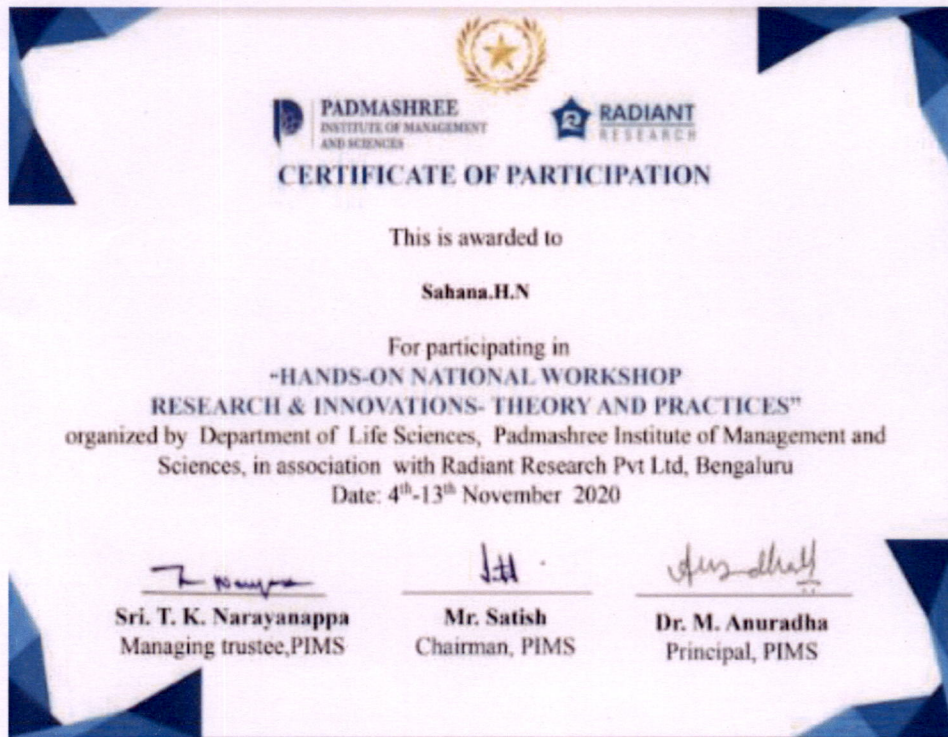 PADMASHREE
INSTITUTE OF MANAGEMENT
AND SCIENCES
RADIANT
RESEARCH
CERTIFICATE OF PARTICIPATION
This is awarded to
Sahana.H.N
For participating in
"HANDS-ON NATIONAL WORKSHOP
RESEARCH & INNOVATIONS- THEORY AND PRACTICES"
organized by Department of Life Sciences, Padmashree Institute of Management and
Sciences, in association with Radiant Research Pvt Ltd, Bengaluru
Date: 4th-13th November 2020
Sri. T. K. Narayanappa
Managing trustee,PIMS
Mr. Satish
Chairman, PIMS
Dr. M. Anuradha
Principal, PIMS